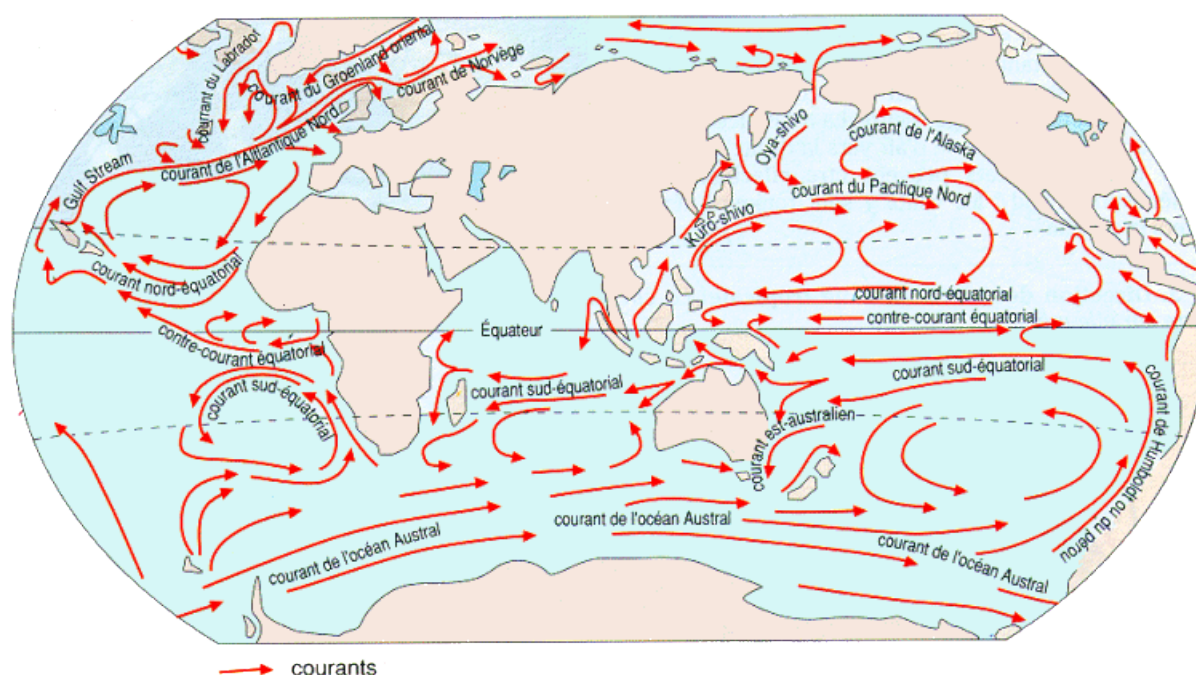 courant du Labrador
courant du Groenland oriental
courant de Norvège
Gulf Stream
courant de l'Altlantique Nord
Oya-shivo
courant de l'Alaska
courant du Pacifique Nord
Kuro-shivo
courant nord-équatorial
courant nord-équatorial
contre-courant équatorial
Équateur
contre-courant équatorial
courant sud-équatorial
courant sud-équatorial
courant sud-équatorial
courant est-australien
courant de Humboldt ou du pérou
courant de l'océan Austral
courant de l'océan Austral
courant de l'océan Austral
courants